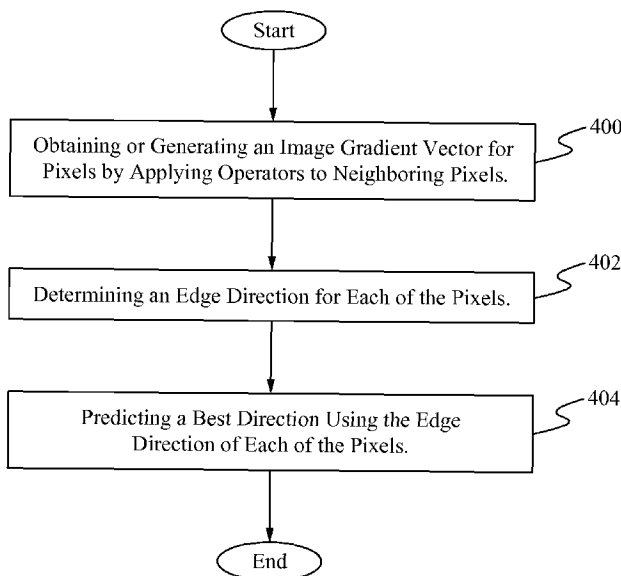 Start
400
Obtaining or Generating an Image Gradient Vector for
Pixels by Applying Operators to Neighboring Pixels.
402
Determining an Edge Direction for Each of the Pixels.
404
Predicting a Best Direction Using the Edge
Direction of Each of the Pixels.
End